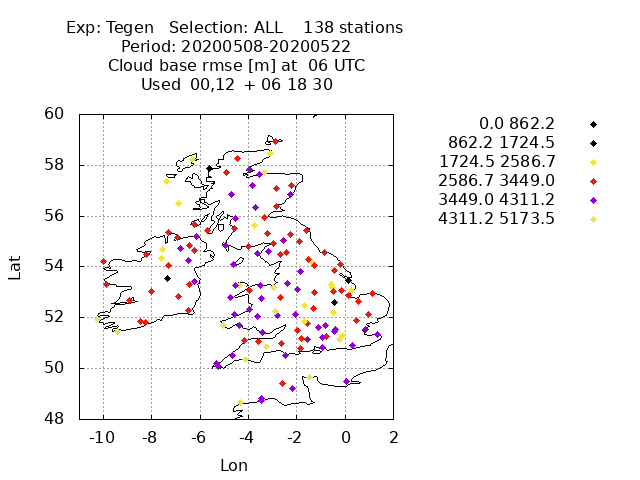 Exp: Tegen   Selection: ALL    138 stations
Period: 20200508-20200522
Cloud base rmse [m] at  06 UTC
Used  00,12  + 06 18 30
0.0 862.2
862.2 1724.5
1724.5 2586.7
2586.7 3449.0
3449.0 4311.2
4311.2 5173.5
60
58
56
54
52
50
48
Lat
-10 -8 -6 -4 -2 0 2
Lon